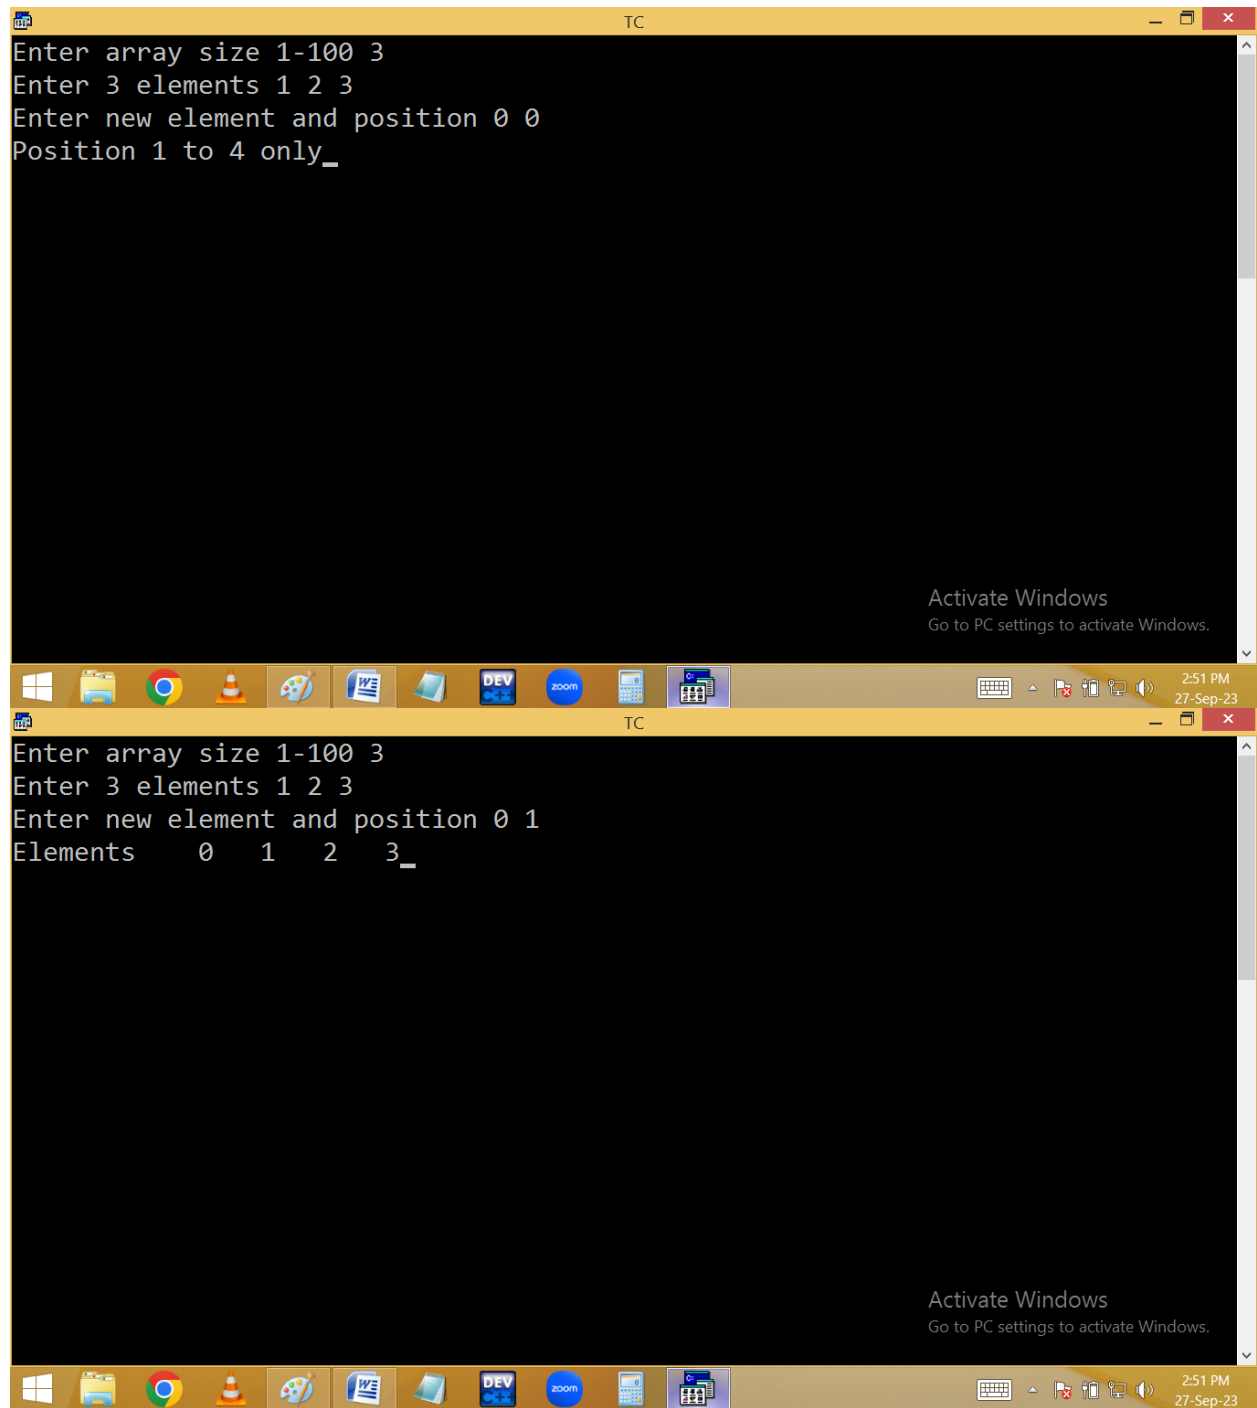 TC
Enter array size 1-100 3
Enter 3 elements 1 2 3
Enter new element and position 0 0
Position 1 to 4 only_
Activate Windows
Go to PC settings to activate Windows.
W DEV C++ zoom
2:51 PM
27-Sep-23
TC
Enter array size 1-100 3
Enter 3 elements 1 2 3
Enter new element and position 0 1
Elements    0   1   2   3_
Activate Windows
Go to PC settings to activate Windows.
W DEV C++ zoom
2:51 PM
27-Sep-23